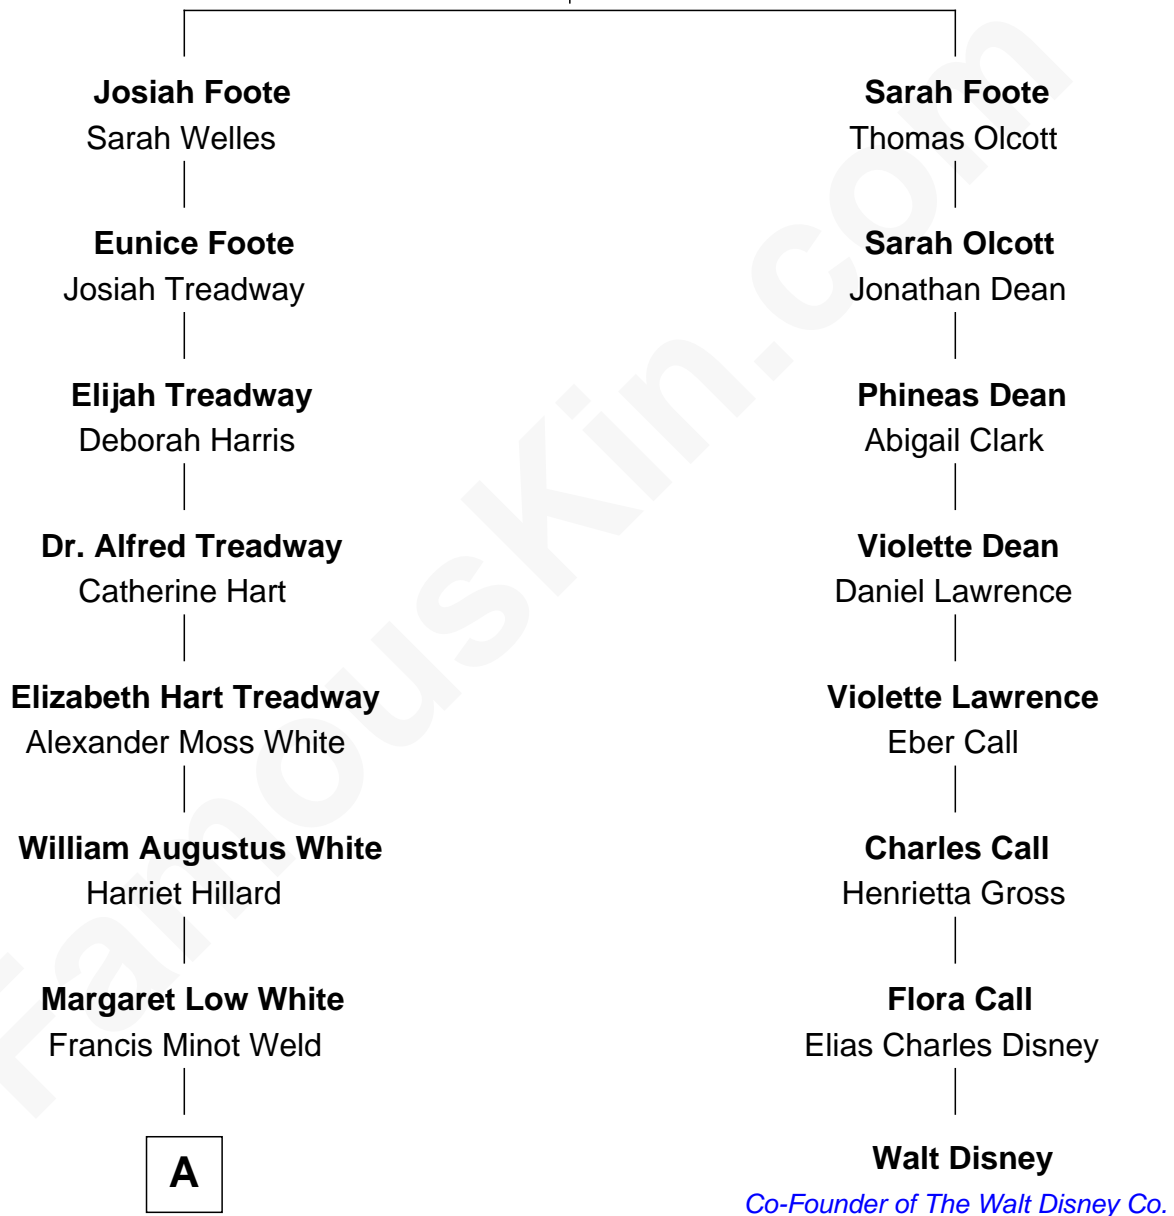 Josiah Foote
Sarah Welles
Sarah Foote
Thomas Olcott
Eunice Foote
Josiah Treadway
Sarah Olcott
Jonathan Dean
Elijah Treadway
Deborah Harris
Phineas Dean
Abigail Clark
Dr. Alfred Treadway
Catherine Hart
Violette Dean
Daniel Lawrence
Elizabeth Hart Treadway
Alexander Moss White
Violette Lawrence
Eber Call
William Augustus White
Harriet Hillard
Charles Call
Henrietta Gross
Margaret Low White
Francis Minot Weld
Flora Call
Elias Charles Disney
A
Walt Disney
Co-Founder of The Walt Disney Co.
FamousKin.com